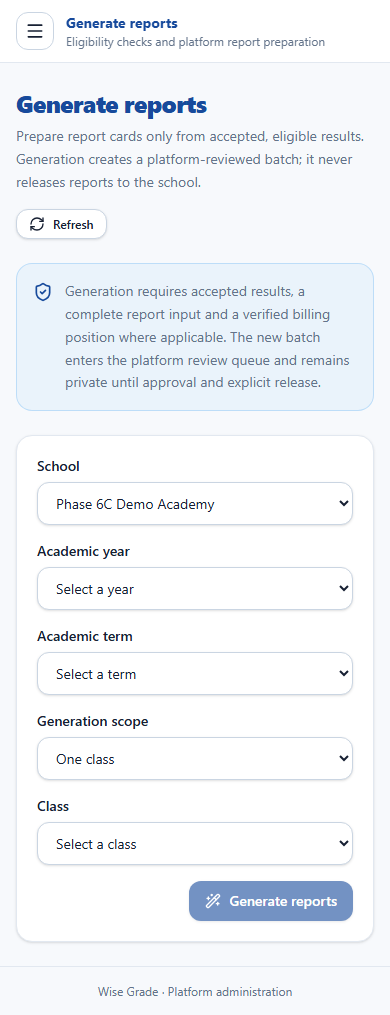 Generate reports
Eligibility checks and platform report preparation
Generate reports
Prepare report cards only from accepted, eligible results.
Generation creates a platform-reviewed batch; it never
releases reports to the school.
Refresh
Generation requires accepted results, a
complete report input and a verified billing
position where applicable. The new batch
enters the platform review queue and remains
private until approval and explicit release.
School
Phase 6C Demo Academy
Academic year
Select a year
Academic term
Select a term
Generation scope
One class
Class
Select a class
Generate reports
Wise Grade · Platform administration